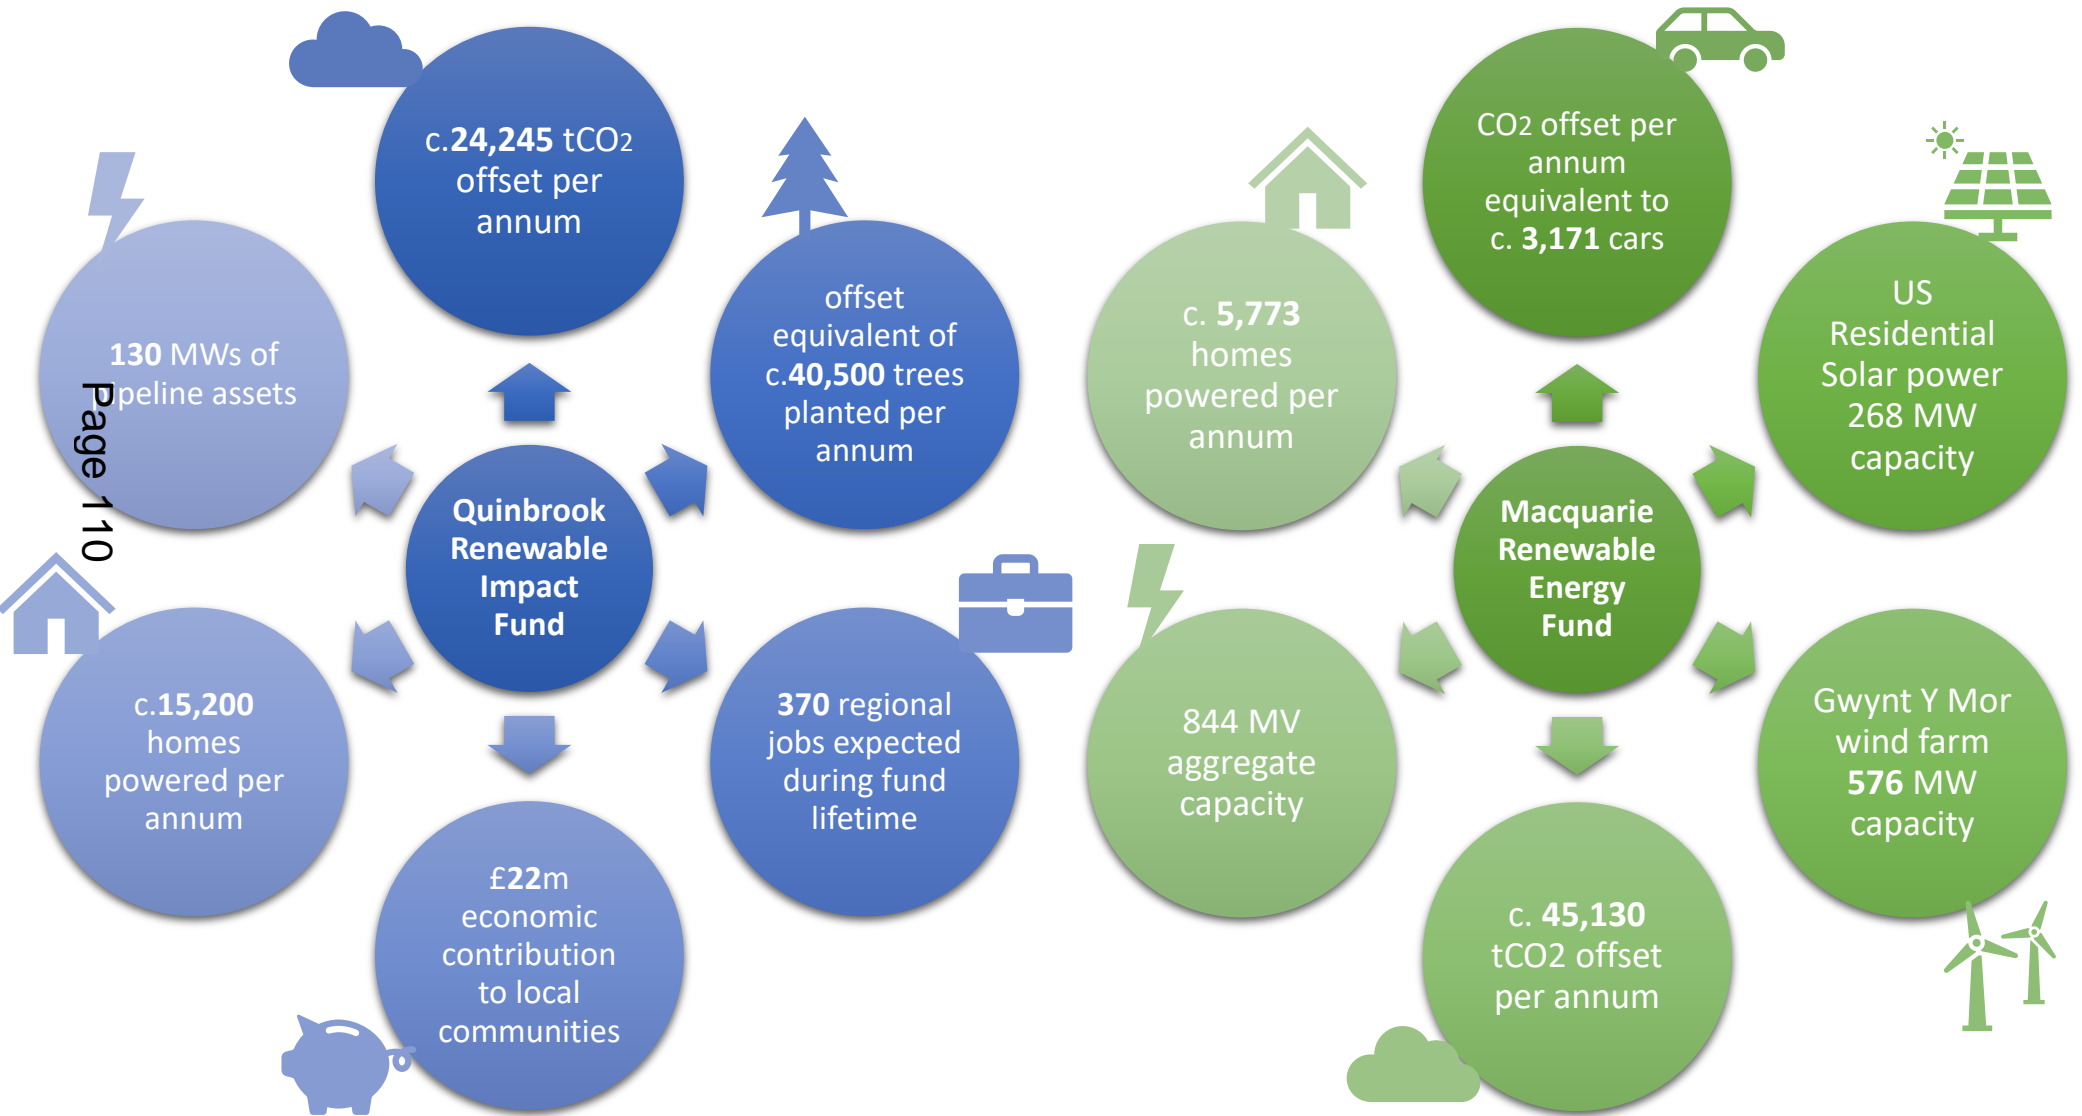 c.24,245 tCO2
offset per
annum
offset
equivalent of
c.40,500 trees
planted per
annum
370 regional
jobs expected
during fund
lifetime
£22m
economic
contribution
to local
communities
c.15,200
homes
powered per
annum
130 MWs of
pipeline assets
Page 110
Quinbrook
Renewable
Impact
Fund
CO2 offset per
annum
equivalent to
c. 3,171 cars
US
Residential
Solar power
268 MW
capacity
Gwynt Y Mor
wind farm
576 MW
capacity
c. 45,130
tCO2 offset
per annum
844 MV
aggregate
capacity
c. 5,773
homes
powered per
annum
Macquarie
Renewable
Energy
Fund